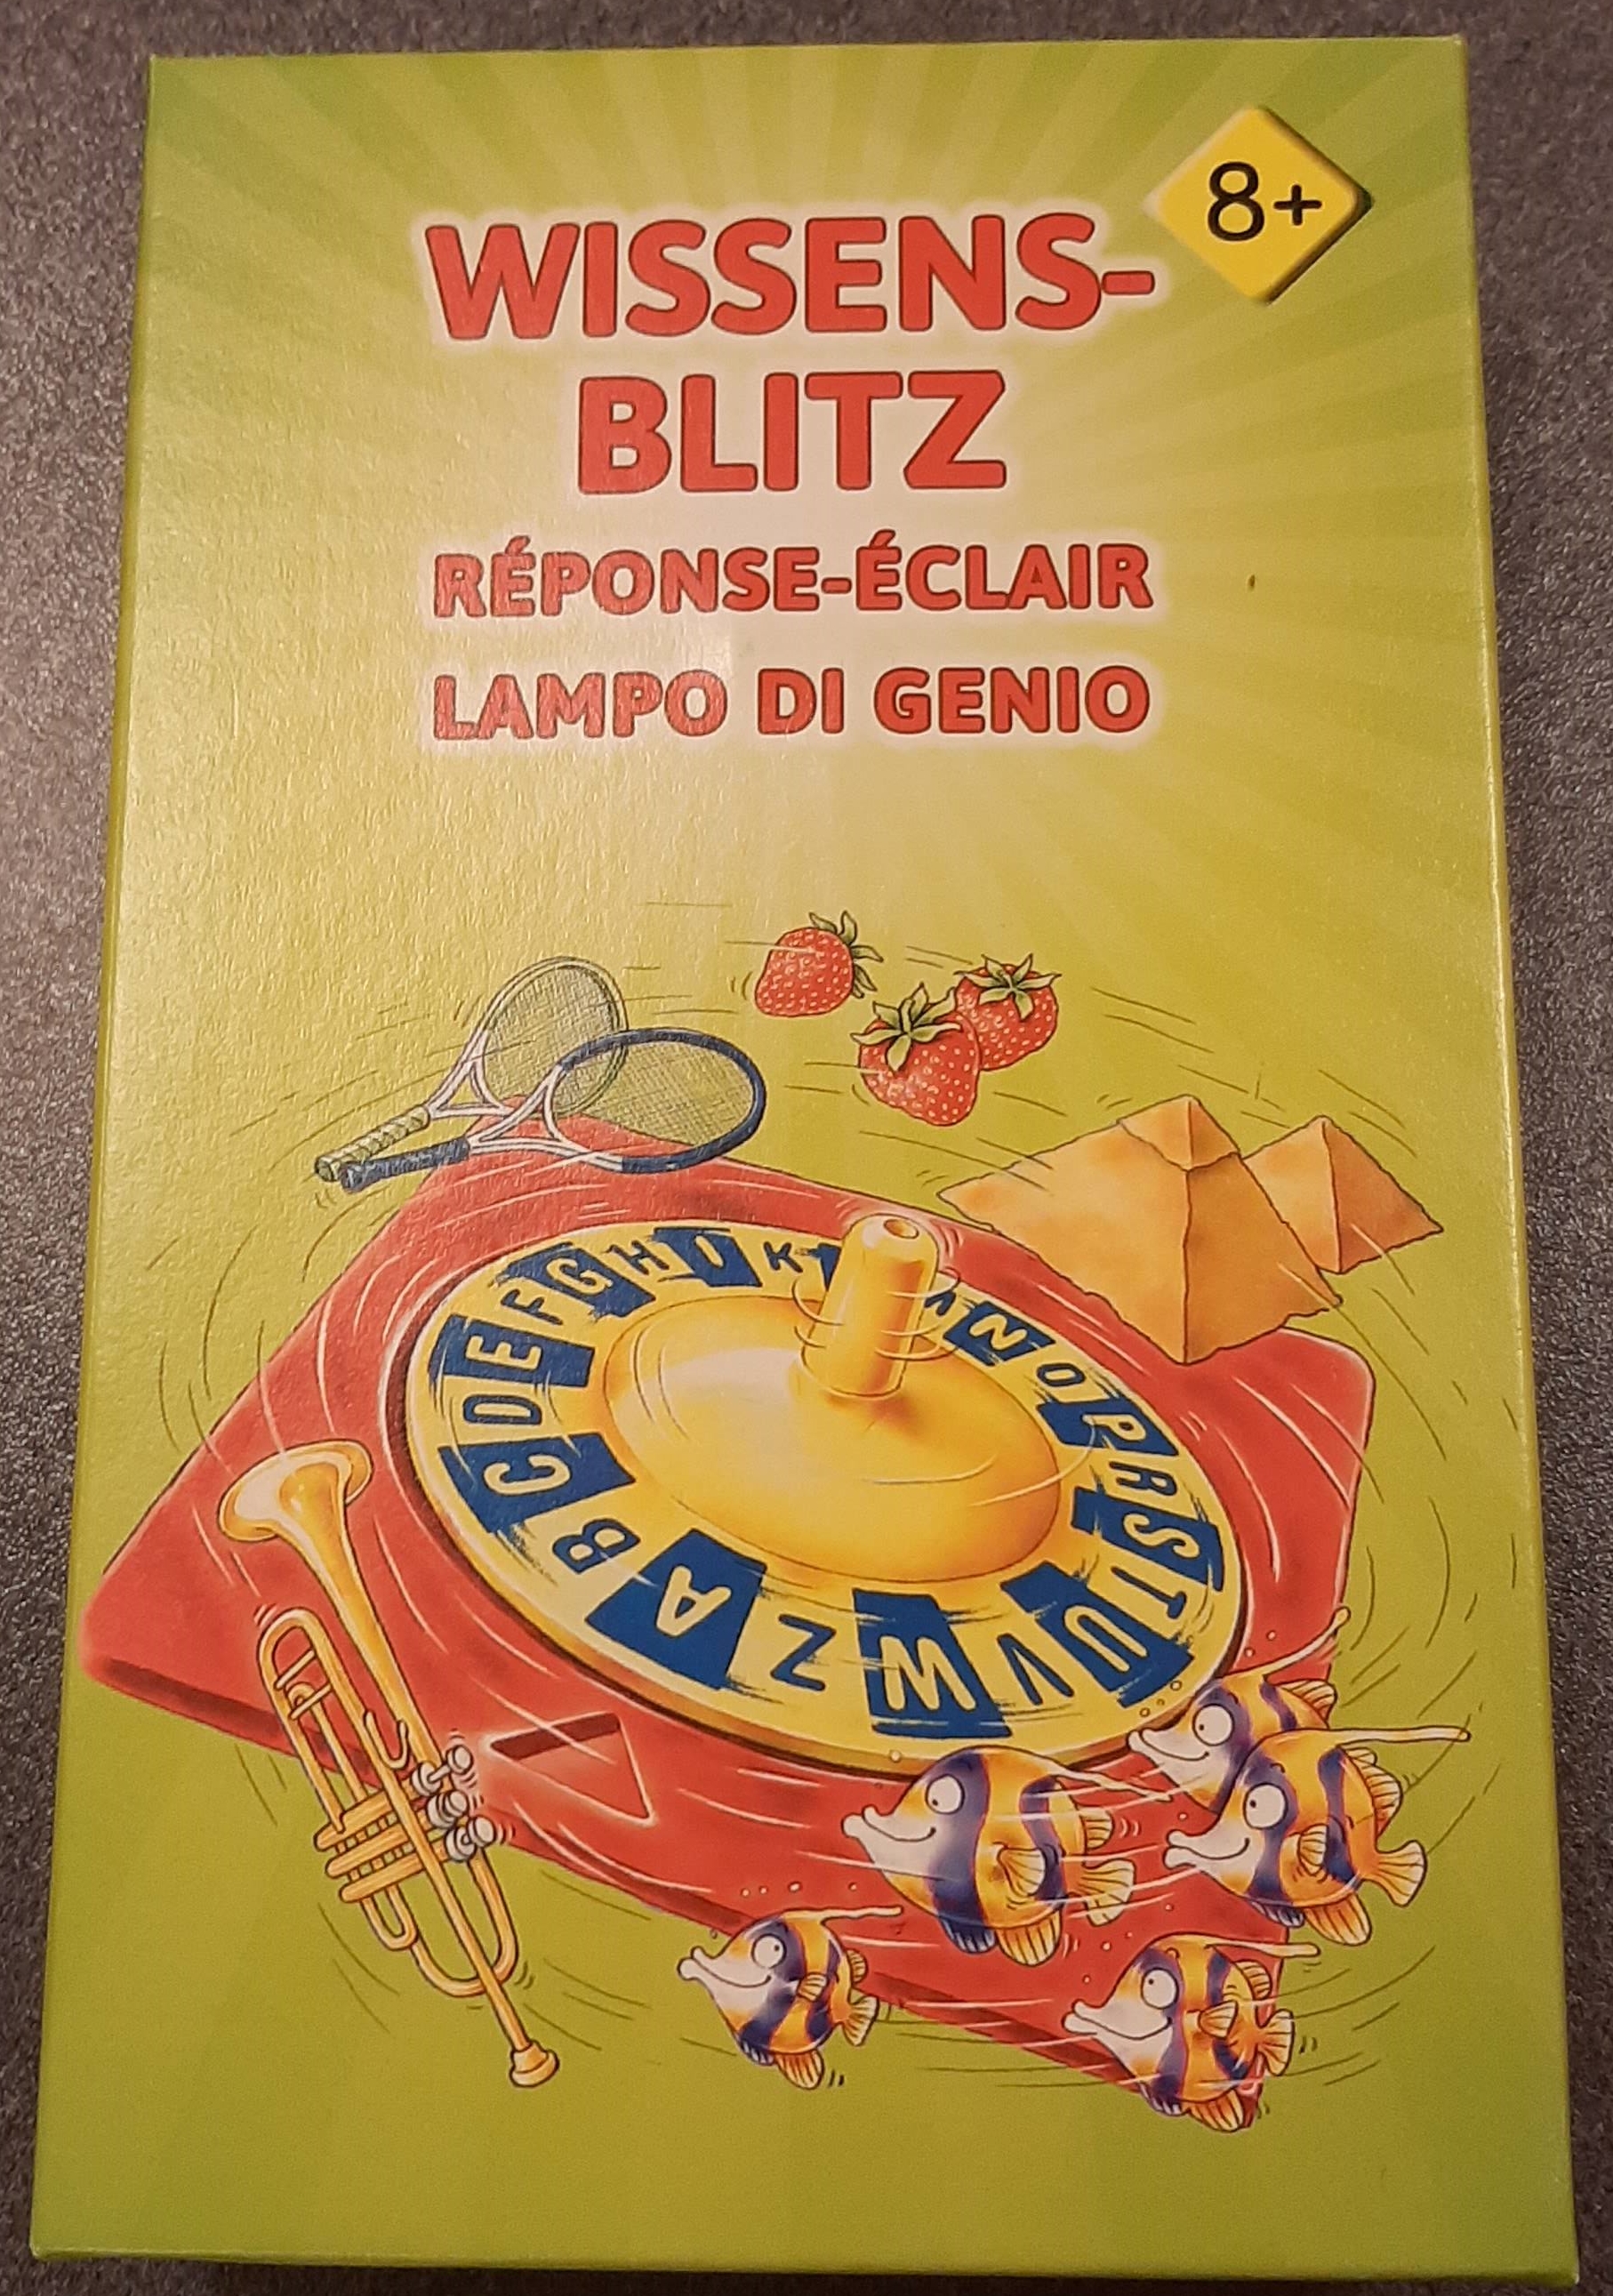 8+
WISSENS-
BLITZ
RÉPONSE-ÉCLAIR
LAMPO DI GENIO
A B C D E F G H I K N O P R S T U V W Z